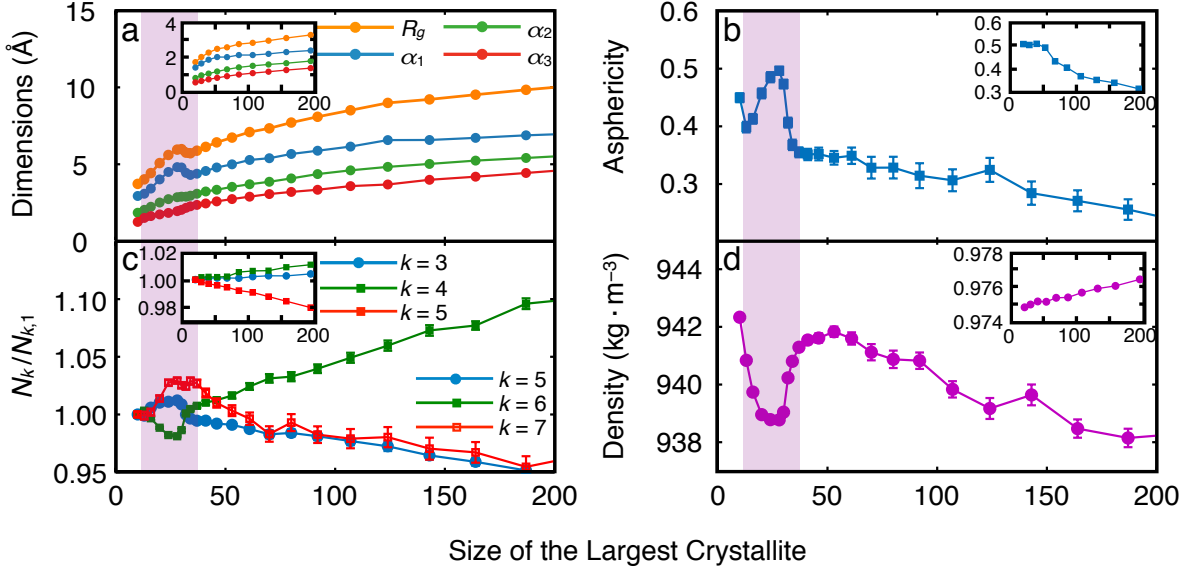 a
R_g
α_1
α_2
α_3
Dimensions (Å)
15
10
5
0
4
2
0
0 100 200
b
Asphericity
0.6
0.5
0.4
0.3
0.6
0.5
0.4
0.3
0 100 200
c
N_k/N_{k,1}
1.10
1.05
1.00
0.95
1.02
1.00
0.98
0 100 200
k = 3
k = 4
k = 5
k = 5
k = 6
k = 7
0 50 100 150 200
d
Density (kg · m⁻³)
944
942
940
938
0.978
0.976
0.974
0 100 200
0 50 100 150 200
Size of the Largest Crystallite